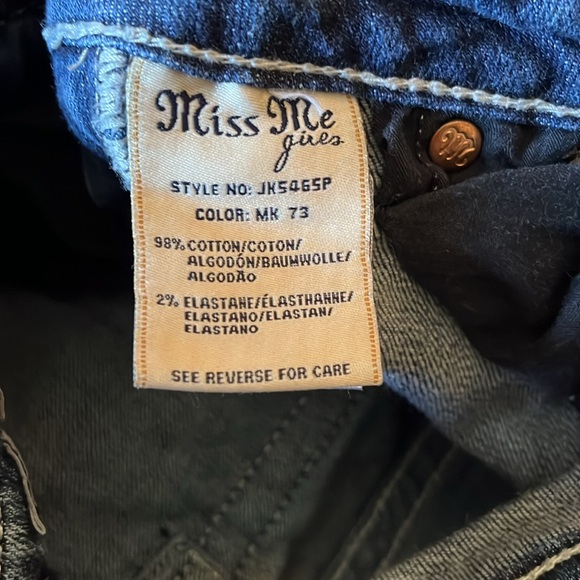 Miss Me
girls
STYLE NO: JK5465P
COLOR: MK 73
98% COTTON/COTON/
ALGODÓN/BAUMWOLLE/
ALGODÃO
2% ELASTANE/ÉLASTHANNE/
ELASTANO/ELASTAN/
ELASTANO
SEE REVERSE FOR CARE
M